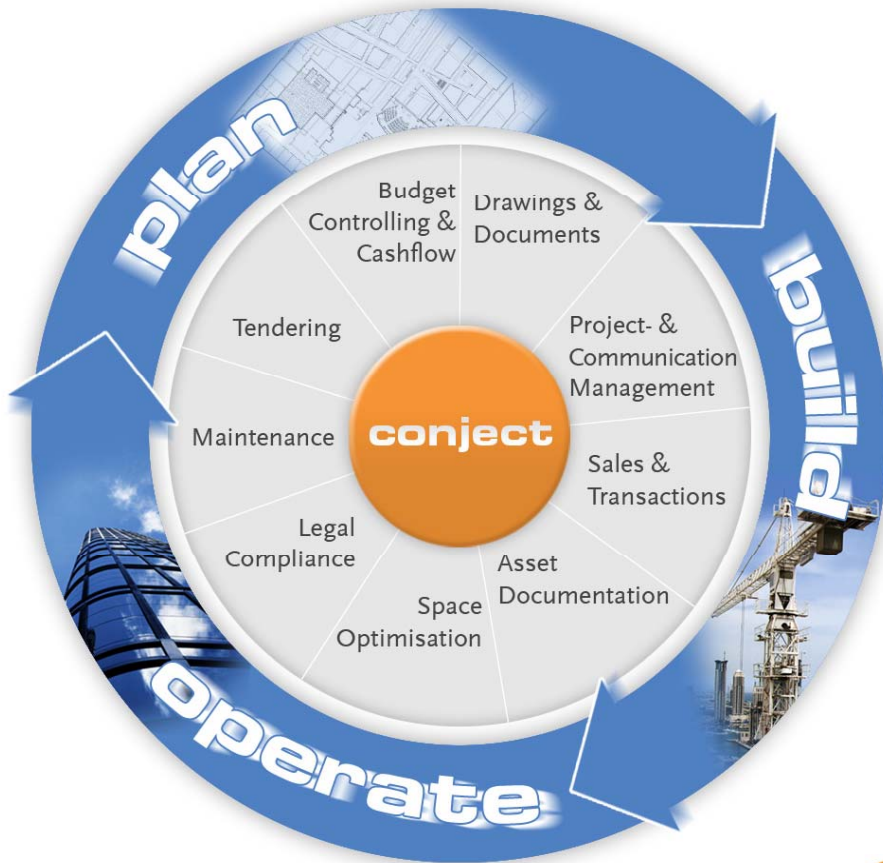 plan
build
operate
Budget
Controlling &
Cashflow
Drawings &
Documents
Project- &
Communication
Management
Sales &
Transactions
Asset
Documentation
Space
Optimisation
Legal
Compliance
Maintenance
Tendering
conject